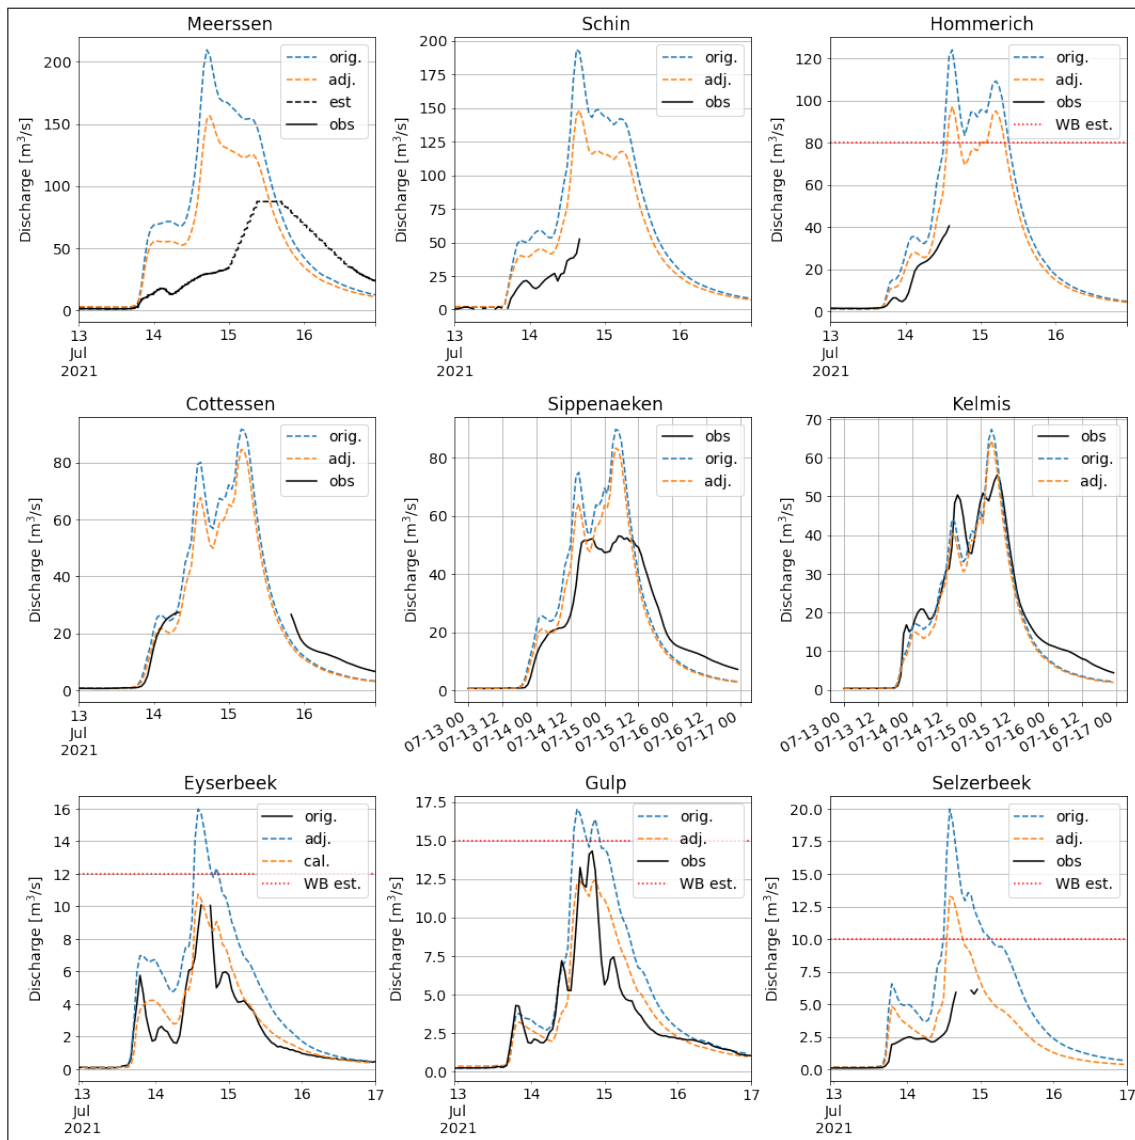 Meerssen
Discharge [m³/s]
200
150
100
50
0
orig.
adj.
est
obs
13
Jul
2021
14
15
16
Schin
Discharge [m³/s]
200
175
150
125
100
75
50
25
0
orig.
adj.
obs
13
Jul
2021
14
15
16
Hommerich
Discharge [m³/s]
120
100
80
60
40
20
0
orig.
adj.
obs
WB est.
13
Jul
2021
14
15
16
Cottessen
Discharge [m³/s]
80
60
40
20
0
orig.
adj.
obs
13
Jul
2021
14
15
16
Sippenaeken
Discharge [m³/s]
80
60
40
20
0
obs
orig.
adj.
07-13 00
07-13 12
07-14 00
07-14 12
07-15 00
07-15 12
07-16 00
07-16 12
07-17 00
Kelmis
Discharge [m³/s]
70
60
50
40
30
20
10
0
obs
orig.
adj.
07-13 00
07-13 12
07-14 00
07-14 12
07-15 00
07-15 12
07-16 00
07-16 12
07-17 00
Eyserbeek
Discharge [m³/s]
16
14
12
10
8
6
4
2
0
orig.
adj.
cal.
WB est.
13
Jul
2021
14
15
16
17
Gulp
Discharge [m³/s]
17.5
15.0
12.5
10.0
7.5
5.0
2.5
0.0
orig.
adj.
obs
WB est.
13
Jul
2021
14
15
16
17
Selzerbeek
Discharge [m³/s]
20.0
17.5
15.0
12.5
10.0
7.5
5.0
2.5
0.0
orig.
adj.
obs
WB est.
13
Jul
2021
14
15
16
17